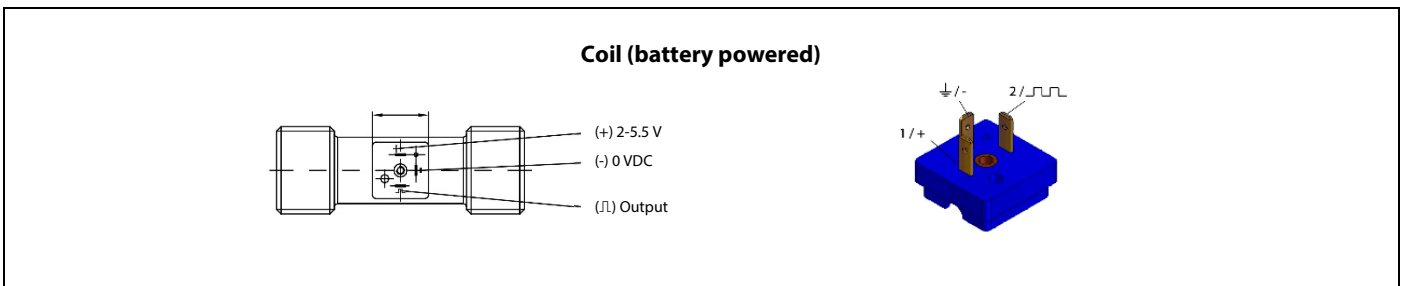 Coil (battery powered)
(+) 2-5.5 V
(-) 0 VDC
(⎍) Output
⏚ / -
2 / ⎍⎍
1 / +